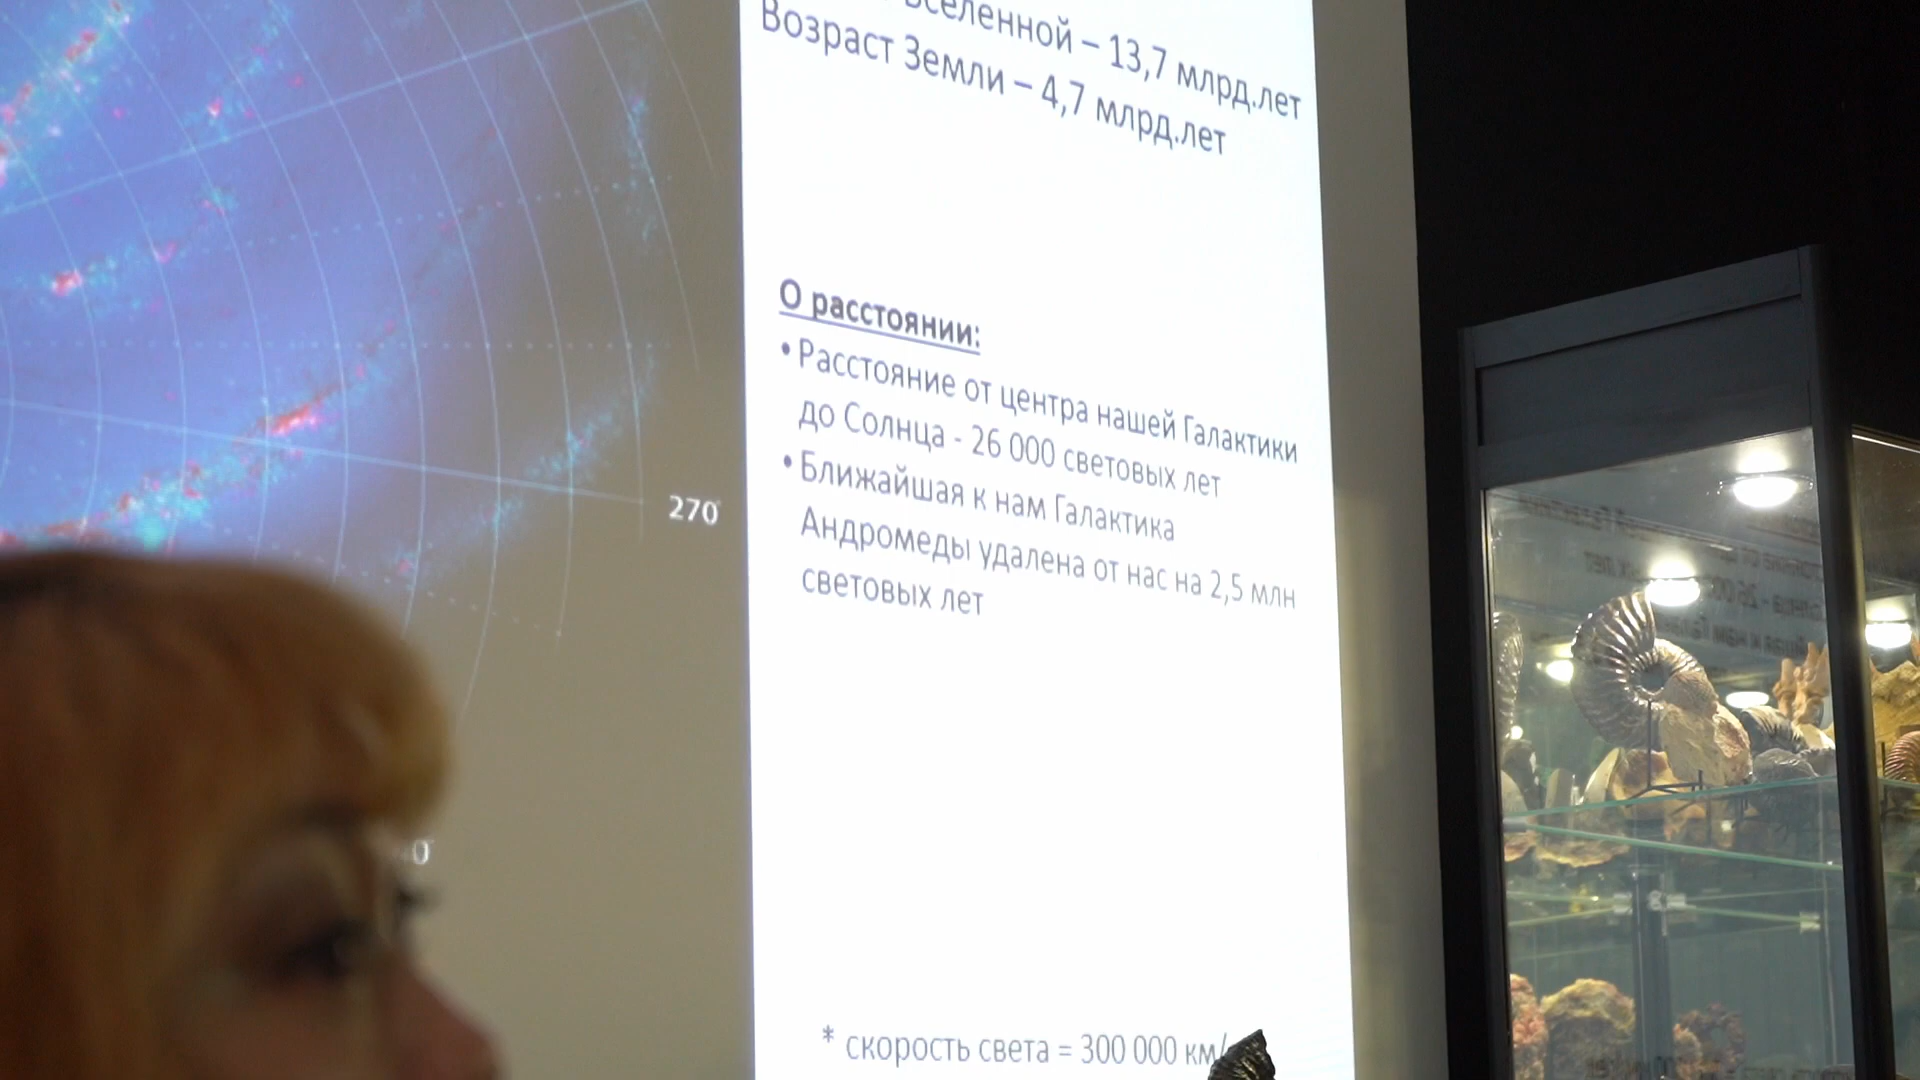 Вселенной – 13,7 млрд.лет
Возраст Земли – 4,7 млрд.лет
О расстоянии:
• Расстояние от центра нашей Галактики
до Солнца - 26 000 световых лет
• Ближайшая к нам Галактика
Андромеды удалена от нас на 2,5 млн
световых лет
270
* скорость света = 300 000 км/